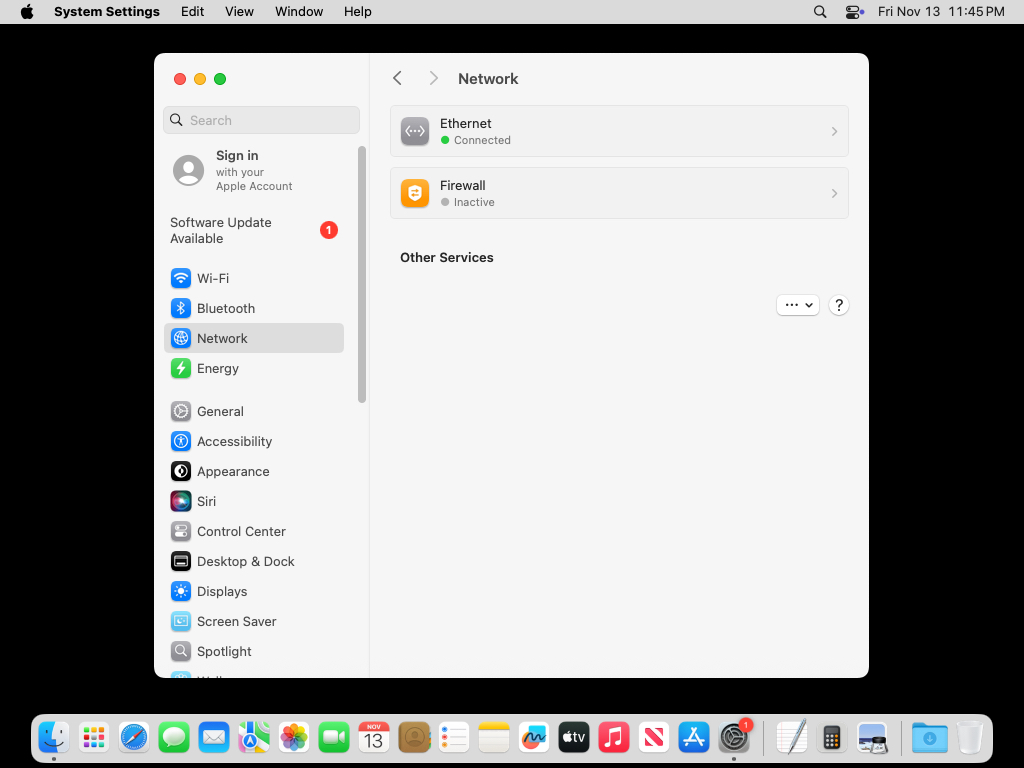 System Settings Edit View Window Help Fri Nov 13 11:45 PM
Network
Search
Sign in
with your
Apple Account
Software Update
Available
1
Wi-Fi
Bluetooth
Network
Energy
General
Accessibility
Appearance
Siri
Control Center
Desktop & Dock
Displays
Screen Saver
Spotlight
Ethernet
Connected
Firewall
Inactive
Other Services
?
NOV
13
tv
1